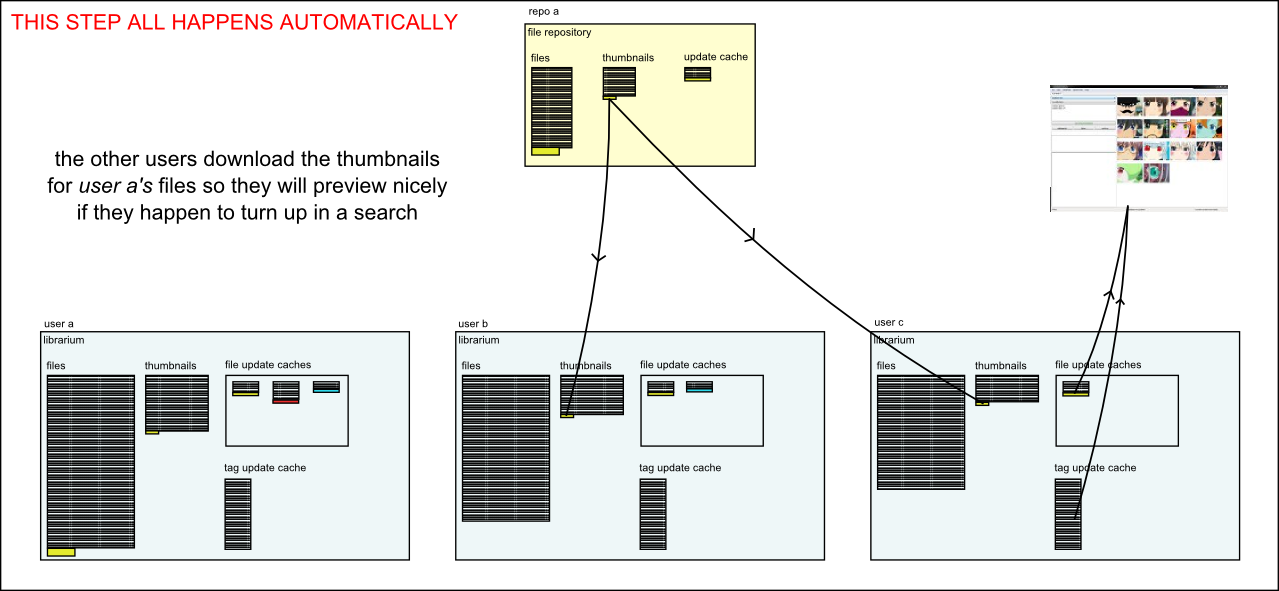 THIS STEP ALL HAPPENS AUTOMATICALLY
repo a
file repository
files
thumbnails
update cache
the other users download the thumbnails
for user a's files so they will preview nicely
if they happen to turn up in a search
user a
librarium
files
thumbnails
file update caches
tag update cache
user b
librarium
files
thumbnails
file update caches
tag update cache
user c
librarium
files
thumbnails
file update caches
tag update cache